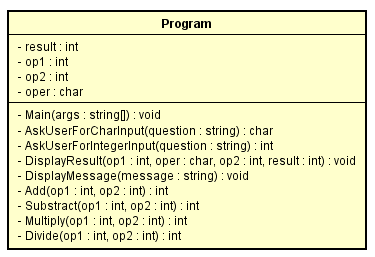 Program
- result : int
- op1 : int
- op2 : int
- oper : char
- Main(args : string[]) : void
- AskUserForCharInput(question : string) : char
- AskUserForIntegerInput(question : string) : int
- DisplayResult(op1 : int, oper : char, op2 : int, result : int) : void
- DisplayMessage(message : string) : void
- Add(op1 : int, op2 : int) : int
- Substract(op1 : int, op2 : int) : int
- Multiply(op1 : int, op2 : int) : int
- Divide(op1 : int, op2 : int) : int